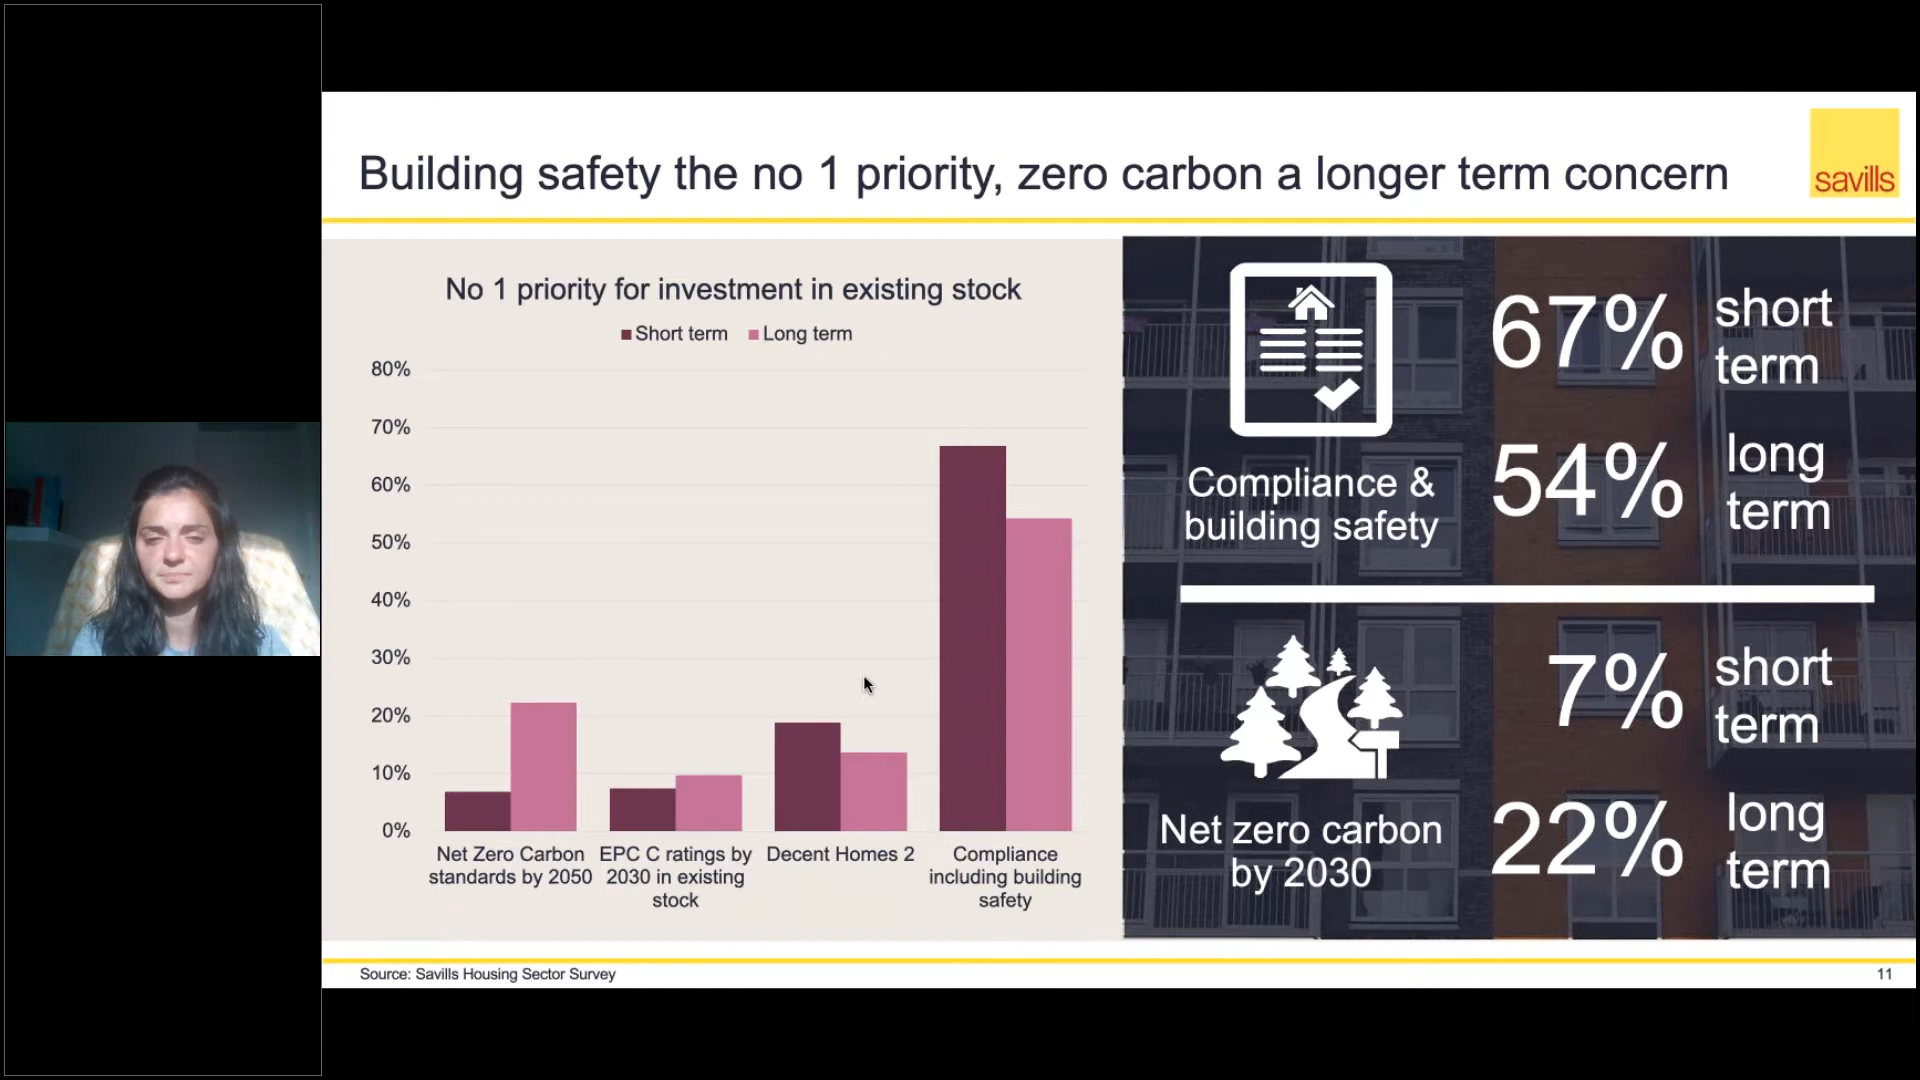 Building safety the no 1 priority, zero carbon a longer term concern
savills
No 1 priority for investment in existing stock
Short term Long term
80%
70%
60%
50%
40%
30%
20%
10%
0%
Net Zero Carbon
standards by 2050
EPC C ratings by
2030 in existing
stock
Decent Homes 2
Compliance
including building
safety
Compliance &
building safety
67% short
term
54% long
term
Net zero carbon
by 2030
7% short
term
22% long
term
Source: Savills Housing Sector Survey
11